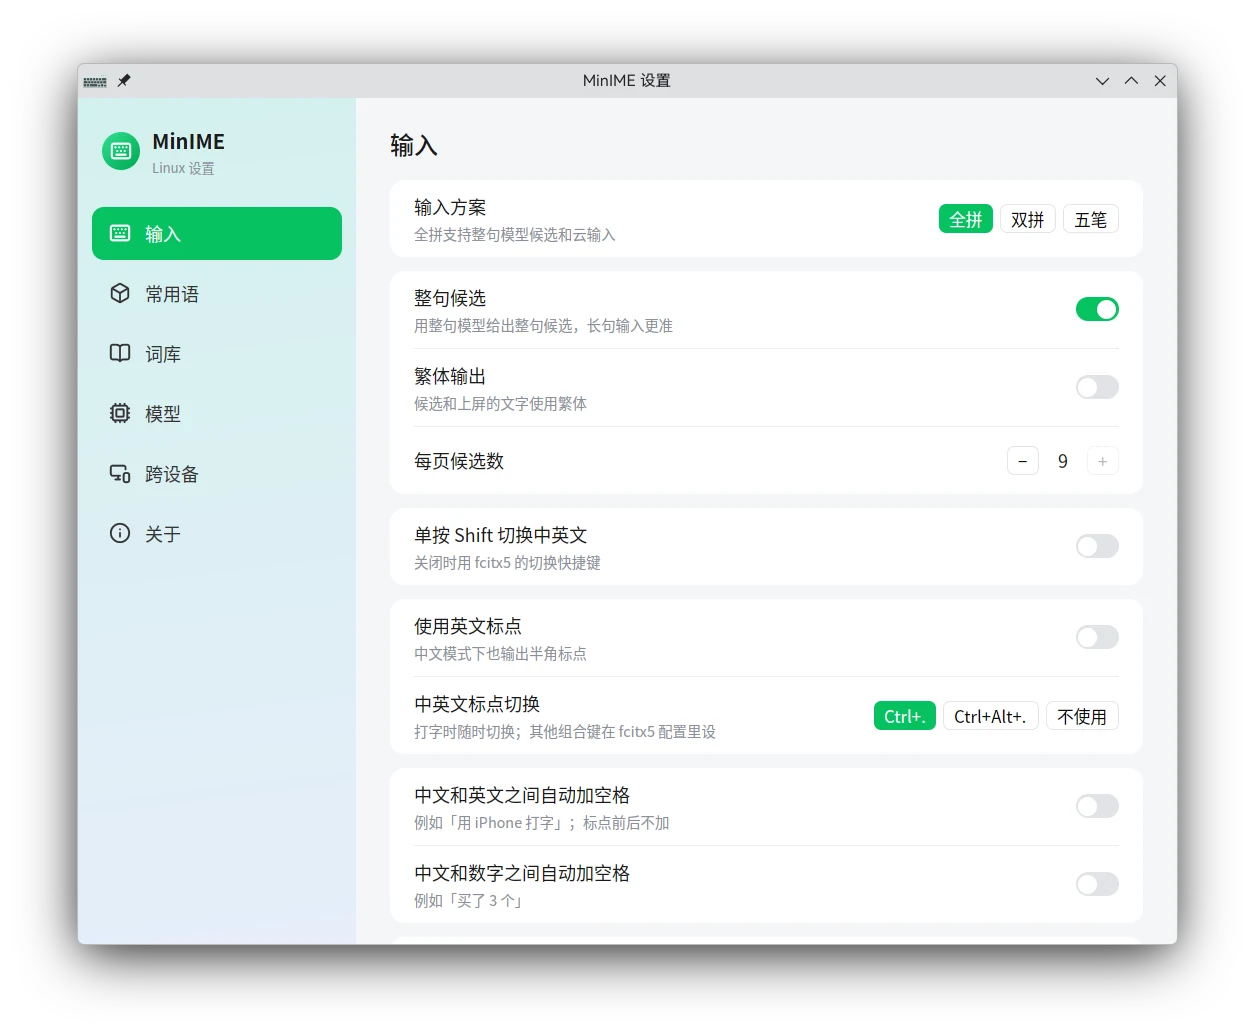 MinIME 设置
MinIME
Linux 设置
输入
常用语
词库
模型
跨设备
关于
输入
输入方案
全拼支持整句模型候选和云输入
全拼 双拼 五笔
整句候选
用整句模型给出整句候选，长句输入更准
繁体输出
候选和上屏的文字使用繁体
每页候选数
− 9 +
单按 Shift 切换中英文
关闭时用 fcitx5 的切换快捷键
使用英文标点
中文模式下也输出半角标点
中英文标点切换
打字时随时切换；其他组合键在 fcitx5 配置里设
Ctrl+. Ctrl+Alt+. 不使用
中文和英文之间自动加空格
例如「用 iPhone 打字」；标点前后不加
中文和数字之间自动加空格
例如「买了 3 个」